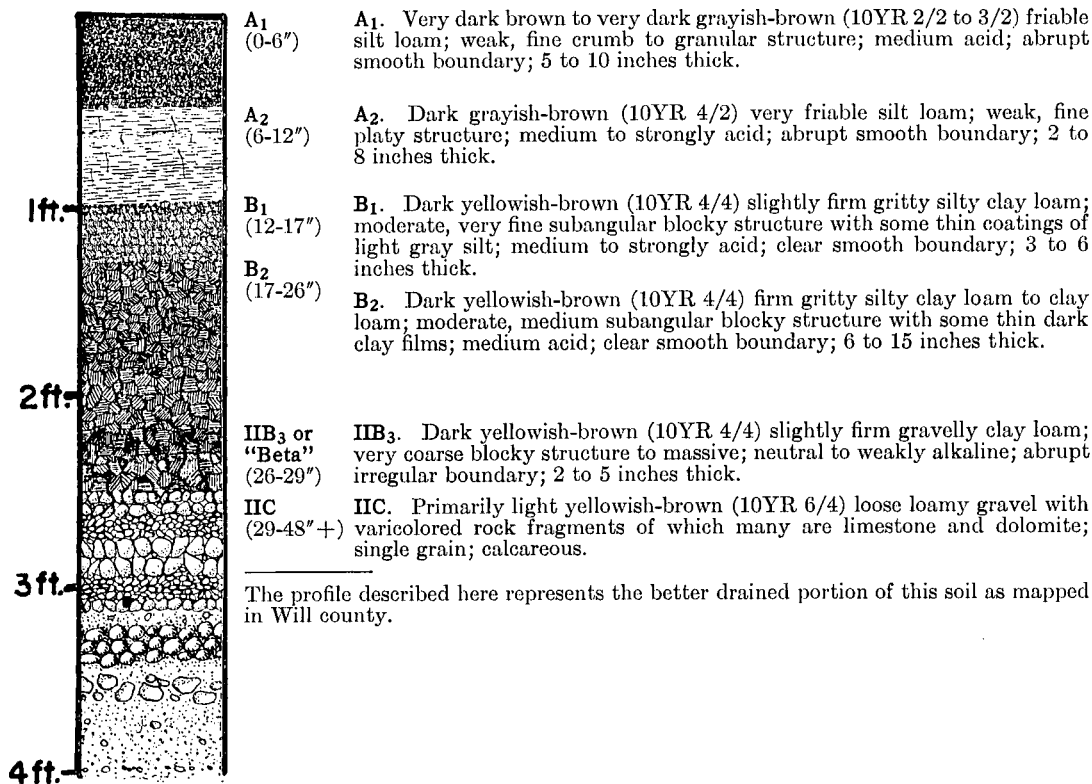 A₁
(0-6″)
A₁. Very dark brown to very dark grayish-brown (10YR 2/2 to 3/2) friable
silt loam; weak, fine crumb to granular structure; medium acid; abrupt
smooth boundary; 5 to 10 inches thick.
A₂
(6-12″)
A₂. Dark grayish-brown (10YR 4/2) very friable silt loam; weak, fine
platy structure; medium to strongly acid; abrupt smooth boundary; 2 to
8 inches thick.
1ft.
B₁
(12-17″)
B₁. Dark yellowish-brown (10YR 4/4) slightly firm gritty silty clay loam;
moderate, very fine subangular blocky structure with some thin coatings of
light gray silt; medium to strongly acid; clear smooth boundary; 3 to 6
inches thick.
B₂
(17-26″)
B₂. Dark yellowish-brown (10YR 4/4) firm gritty silty clay loam to clay
loam; moderate, medium subangular blocky structure with some thin dark
clay films; medium acid; clear smooth boundary; 6 to 15 inches thick.
2ft.
IIB₃ or
"Beta"
(26-29″)
IIB₃. Dark yellowish-brown (10YR 4/4) slightly firm gravelly clay loam;
very coarse blocky structure to massive; neutral to weakly alkaline; abrupt
irregular boundary; 2 to 5 inches thick.
IIC
(29-48″+)
IIC. Primarily light yellowish-brown (10YR 6/4) loose loamy gravel with
varicolored rock fragments of which many are limestone and dolomite;
single grain; calcareous.
3ft.
The profile described here represents the better drained portion of this soil as mapped
in Will county.
4ft.